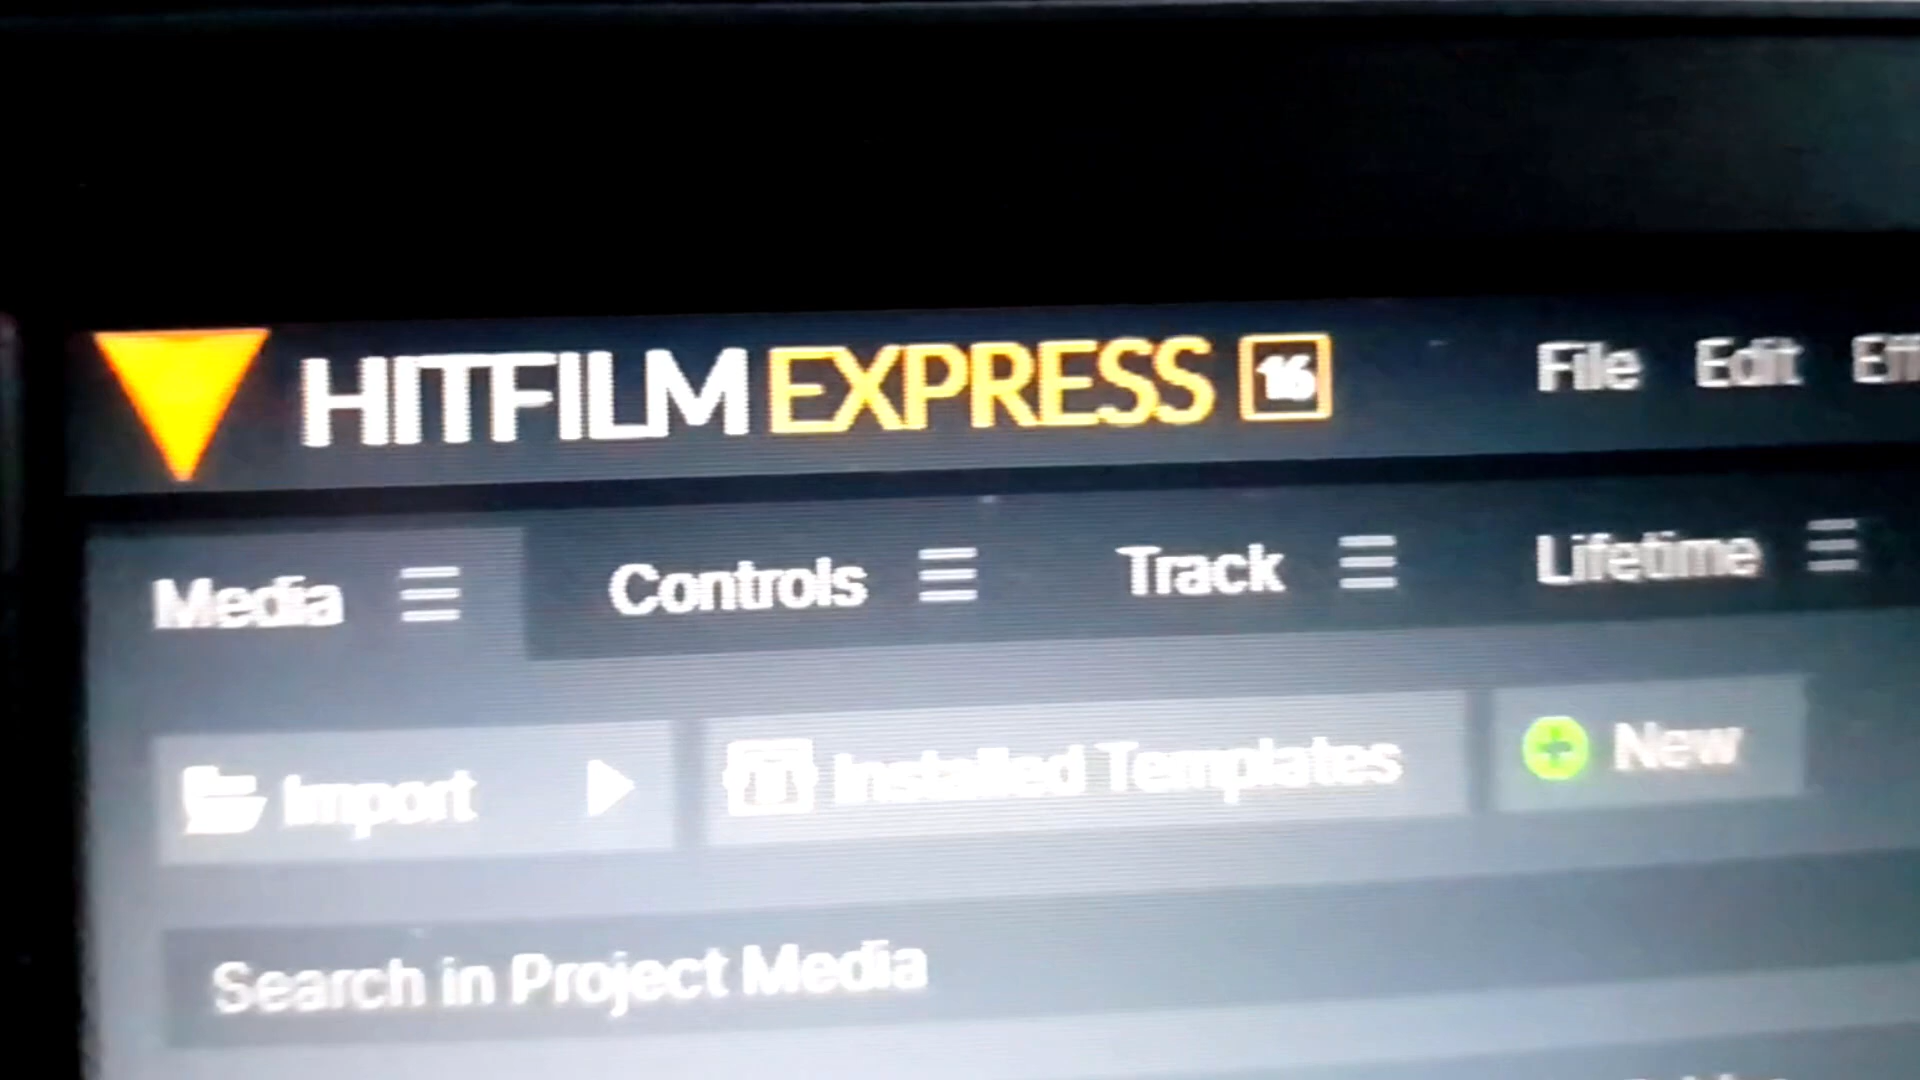 HITFILM EXPRESS 16 File Edit
Media Controls Track Lifetime
Import Installed Templates New
Search in Project Media